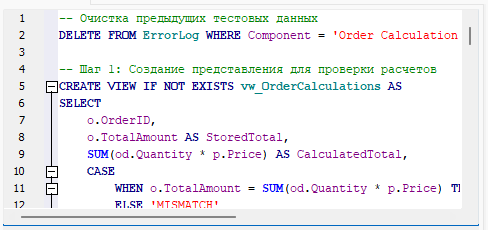 1 -- Очистка предыдущих тестовых данных
2 DELETE FROM ErrorLog WHERE Component = 'Order Calculation
3
4 -- Шаг 1: Создание представления для проверки расчетов
5 CREATE VIEW IF NOT EXISTS vw_OrderCalculations AS
6 SELECT
7 o.OrderID,
8 o.TotalAmount AS StoredTotal,
9 SUM(od.Quantity * p.Price) AS CalculatedTotal,
10 CASE
11 WHEN o.TotalAmount = SUM(od.Quantity * p.Price)
12 ELSE 'MISMATCH'